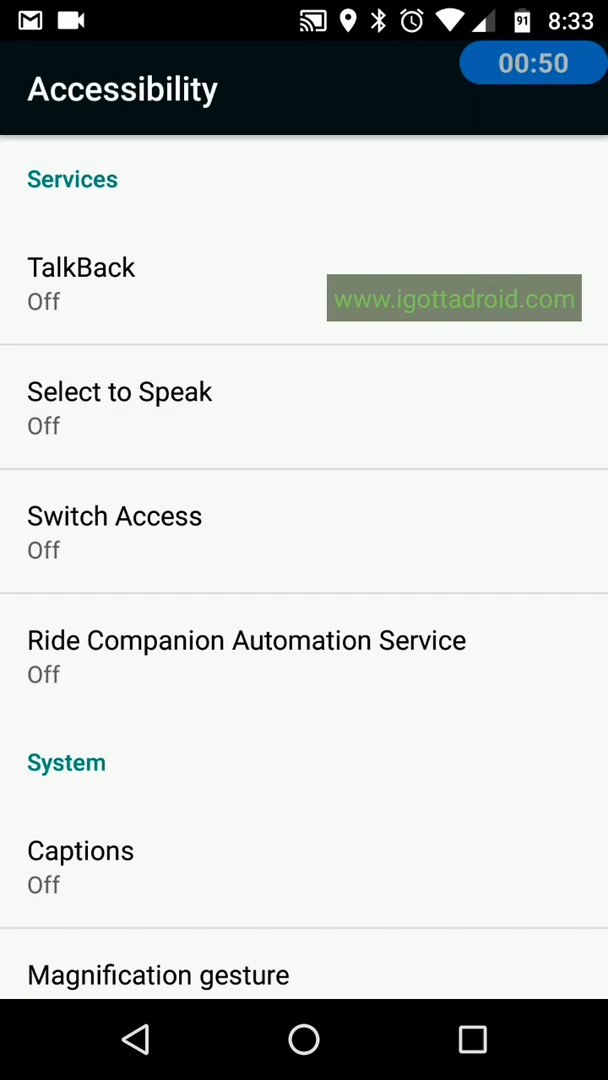 91 8:33
00:50
Accessibility
Services
TalkBack
Off
www.igottadroid.com
Select to Speak
Off
Switch Access
Off
Ride Companion Automation Service
Off
System
Captions
Off
Magnification gesture